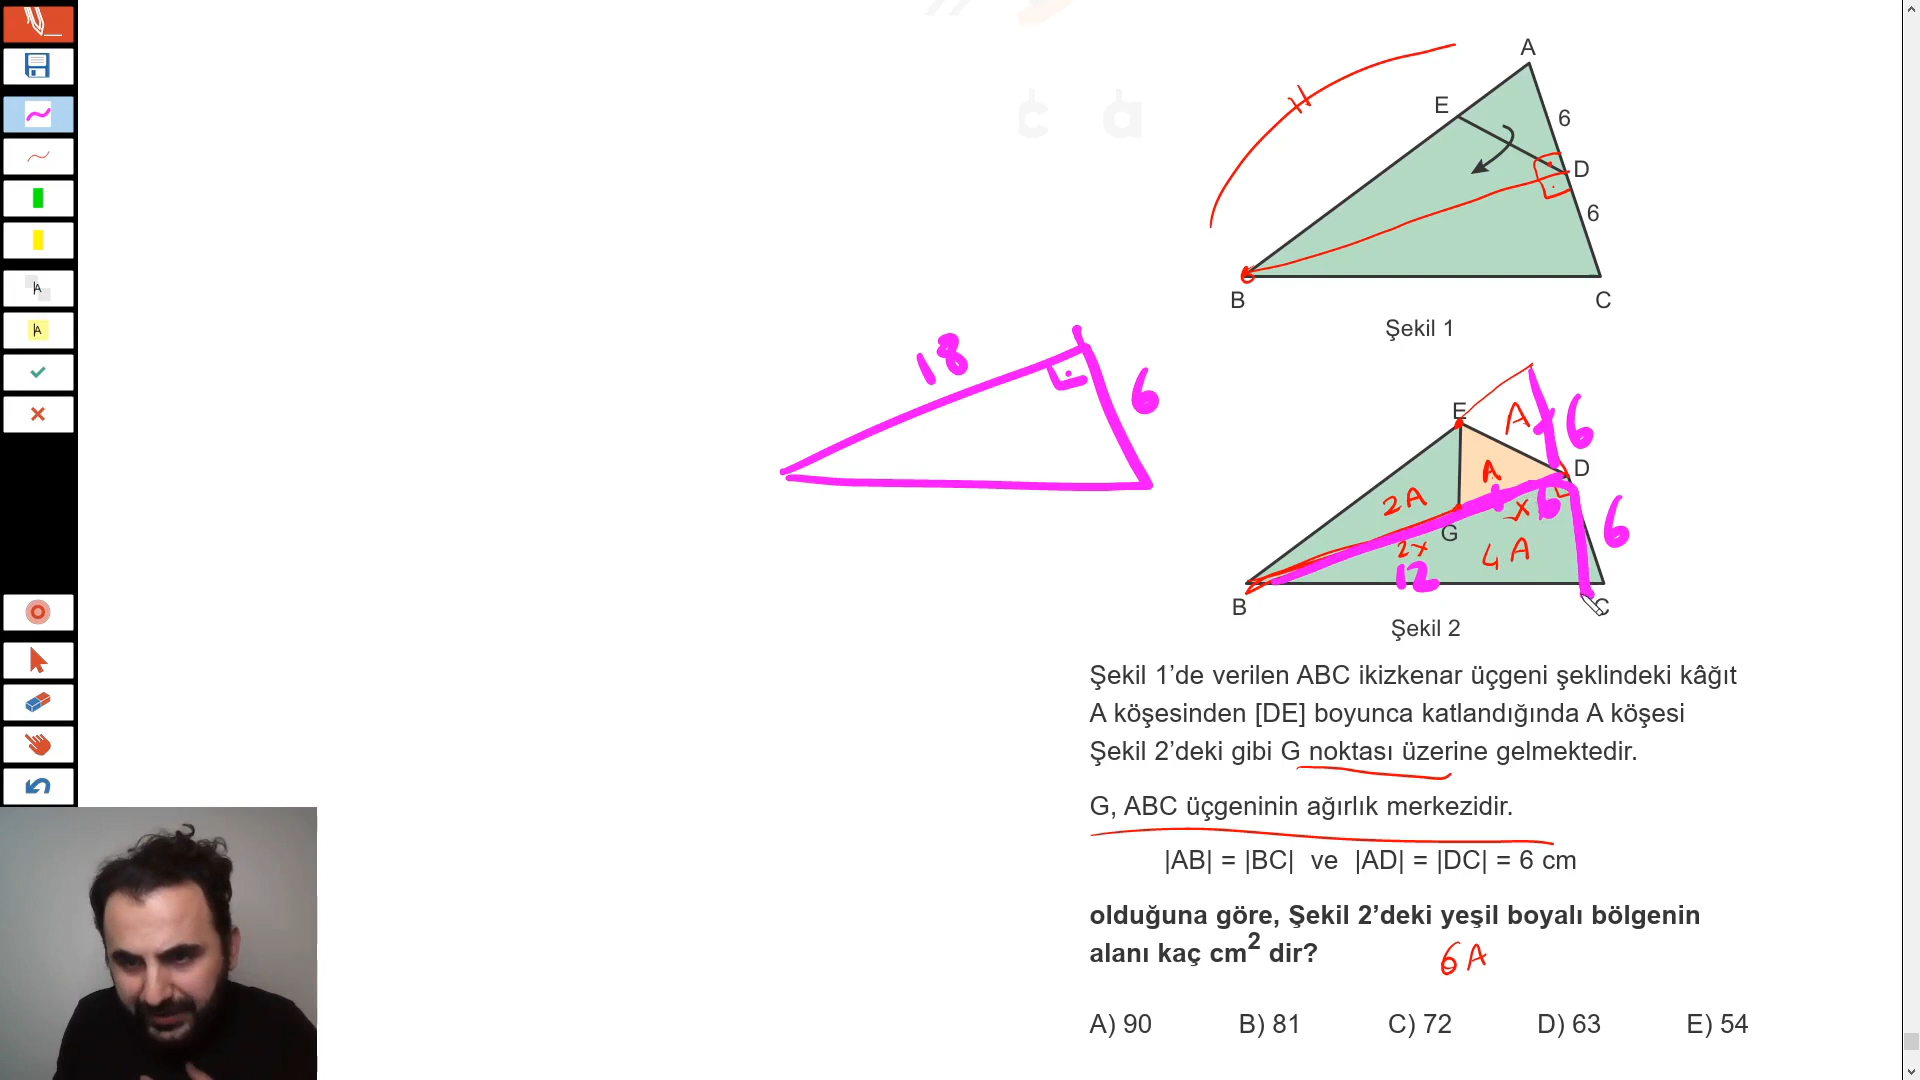 A
E
6
D
6
B
C
Şekil 1
18
6
E
A
6
D
A
2A
x
6
6
G
2x
4A
12
B
C
Şekil 2
Şekil 1’de verilen ABC ikizkenar üçgeni şeklindeki kâğıt
A köşesinden [DE] boyunca katlandığında A köşesi
Şekil 2’deki gibi G noktası üzerine gelmektedir.
G, ABC üçgeninin ağırlık merkezidir.
|AB| = |BC| ve |AD| = |DC| = 6 cm
olduğuna göre, Şekil 2’deki yeşil boyalı bölgenin
alanı kaç cm² dir?
6A
A) 90 B) 81 C) 72 D) 63 E) 54